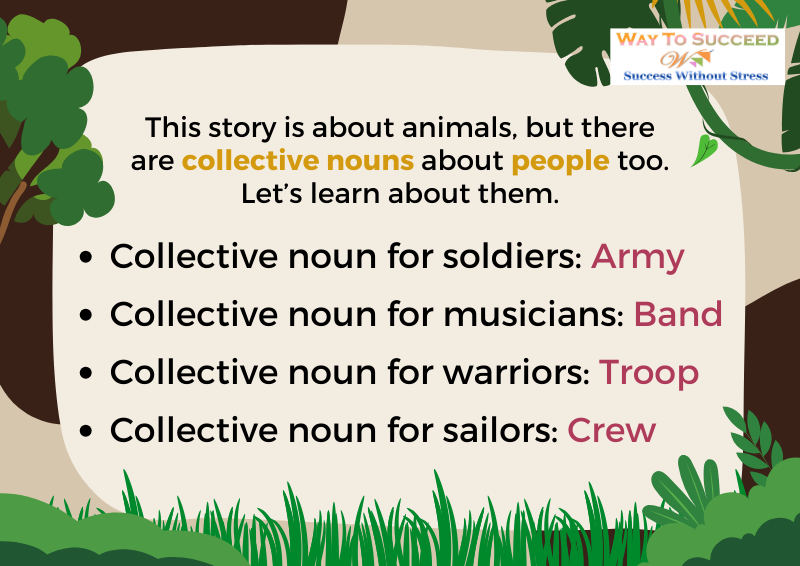 WAY TO SUCCEED
Success Without Stress
This story is about animals, but there
are collective nouns about people too.
Let’s learn about them.
• Collective noun for soldiers: Army
• Collective noun for musicians: Band
• Collective noun for warriors: Troop
• Collective noun for sailors: Crew